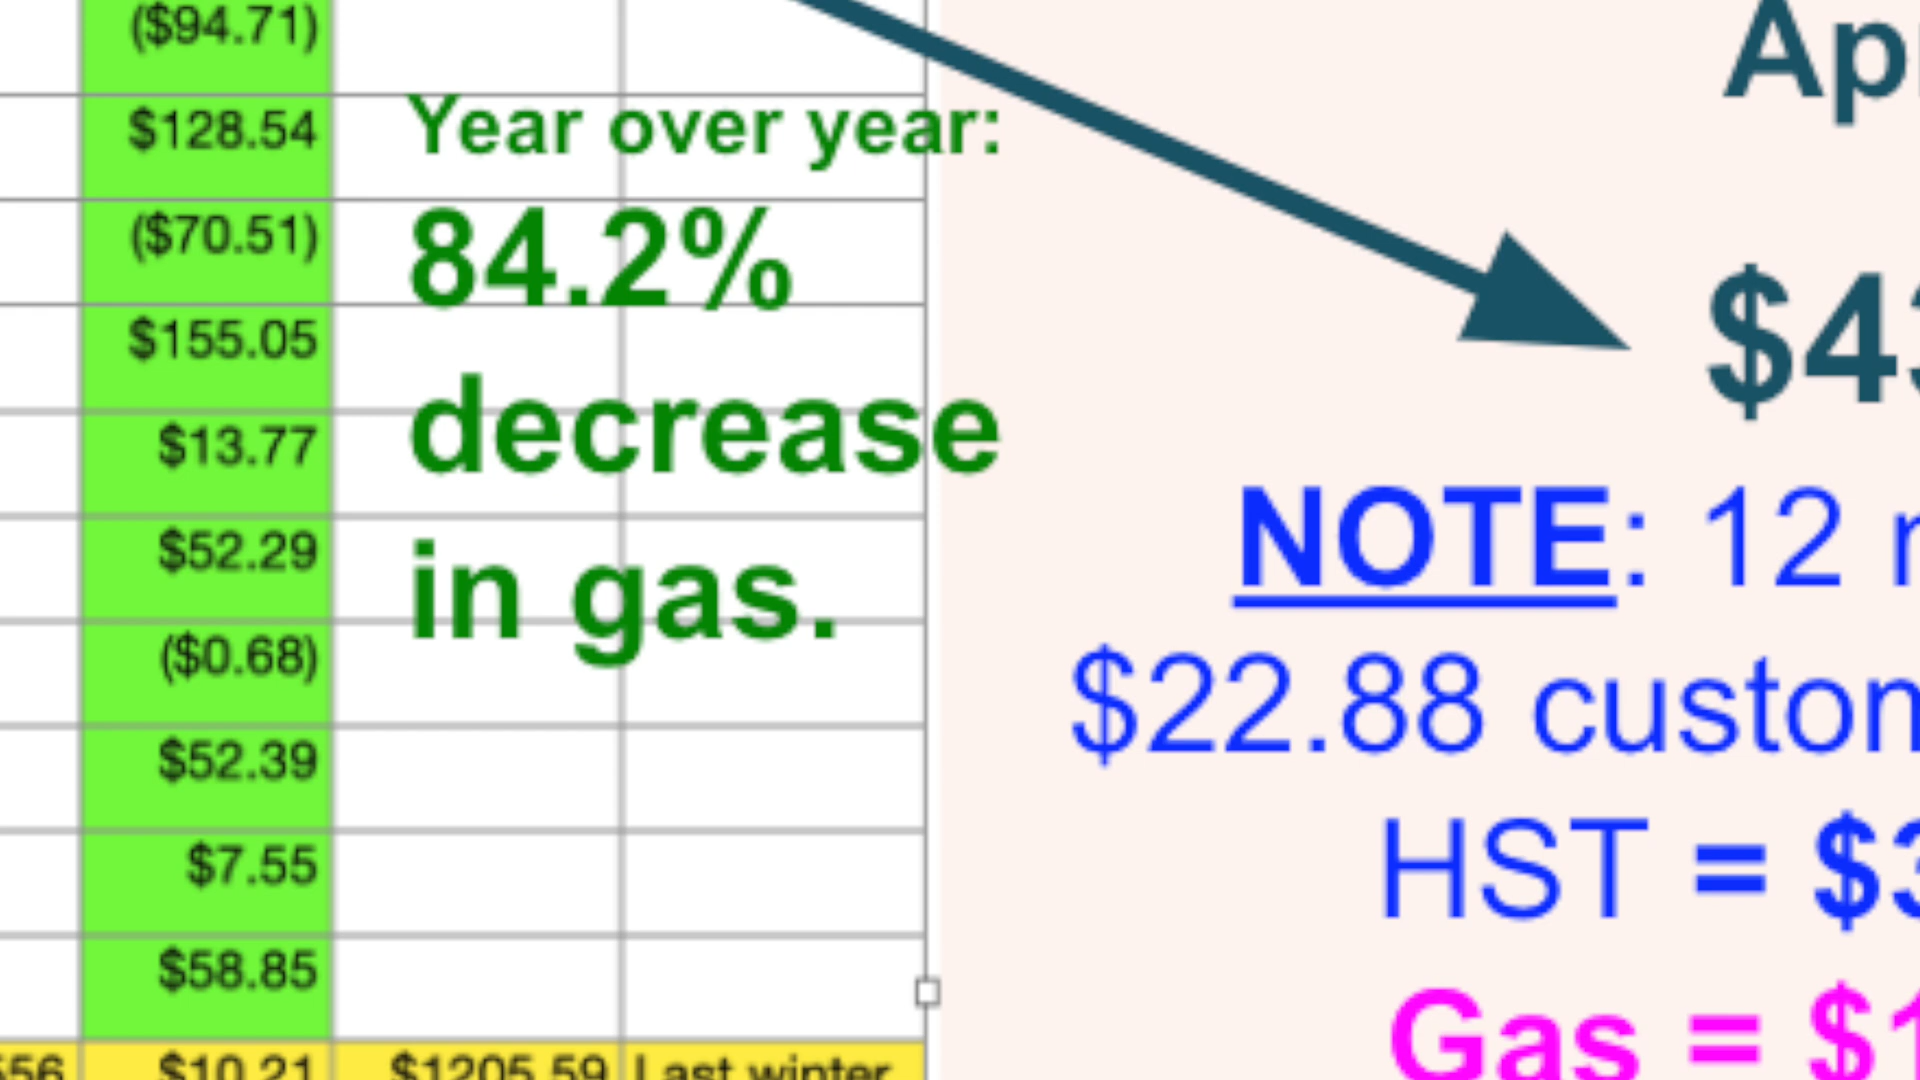 ($94.71)
$128.54
($70.51)
$155.05
$13.77
$52.29
($0.68)
$52.39
$7.55
$58.85
$10.21 $1205.59 Last winter
Year over year:
84.2%
decrease
in gas.
NOTE: 12
$22.88
HST = $3
Gas = $1